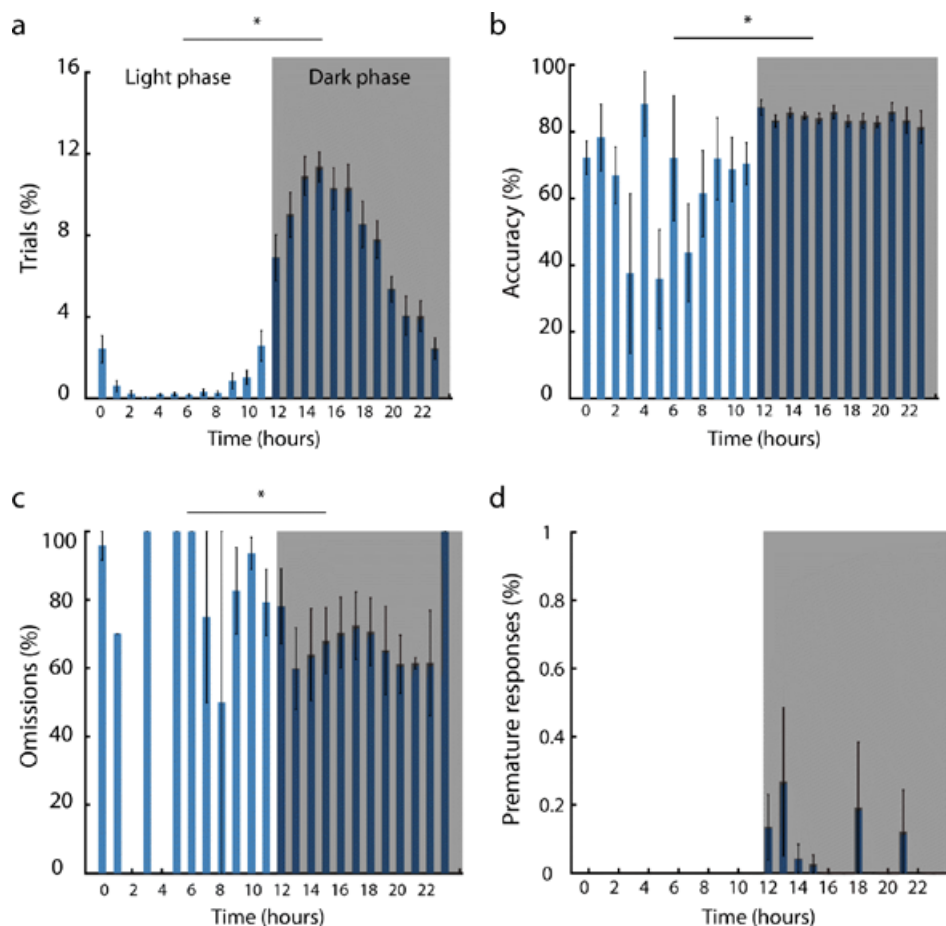 a
*
Light phase
Dark phase
Trials (%)
16
12
8
4
0
0 2 4 6 8 10 12 14 16 18 20 22
Time (hours)
b
*
Accuracy (%)
100
80
60
40
20
0
0 2 4 6 8 10 12 14 16 18 20 22
Time (hours)
c
*
Omissions (%)
100
80
60
40
20
0
0 2 4 6 8 10 12 14 16 18 20 22
Time (hours)
d
Premature responses (%)
1
0.8
0.6
0.4
0.2
0
0 2 4 6 8 10 12 14 16 18 20 22
Time (hours)